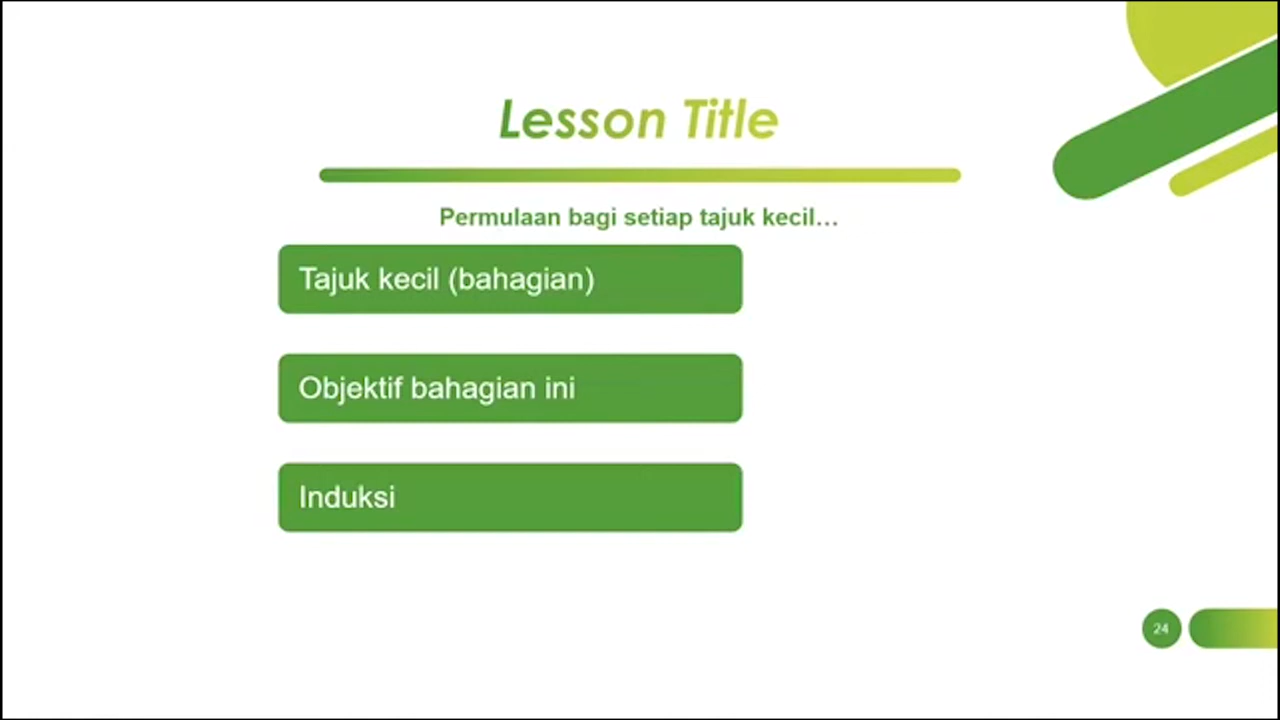 Lesson Title
Permulaan bagi setiap tajuk kecil...
Tajuk kecil (bahagian)
Objektif bahagian ini
Induksi
24